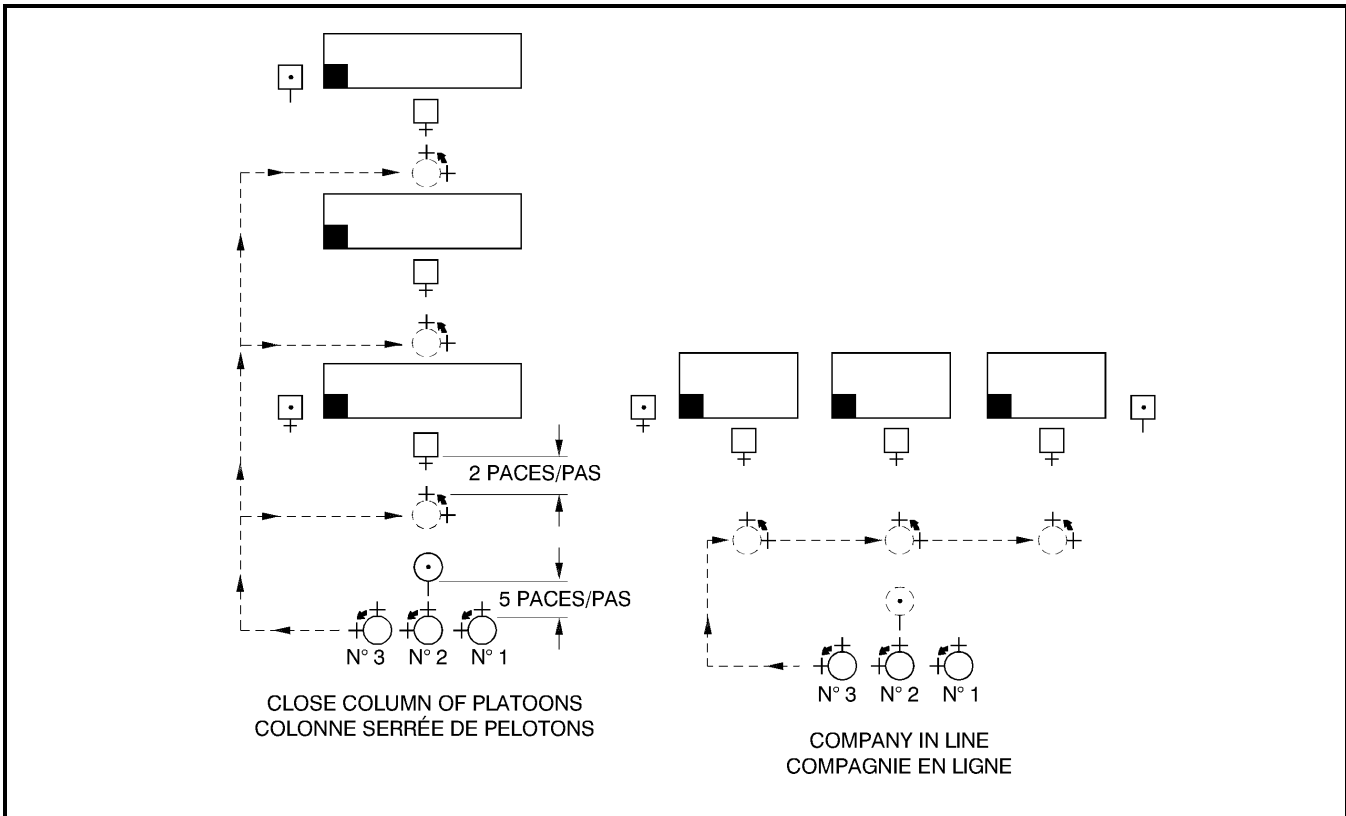 2 PACES/PAS
5 PACES/PAS
N° 3 N° 2 N° 1
CLOSE COLUMN OF PLATOONS
COLONNE SERRÉE DE PELOTONS
N° 3 N° 2 N° 1
COMPANY IN LINE
COMPAGNIE EN LIGNE